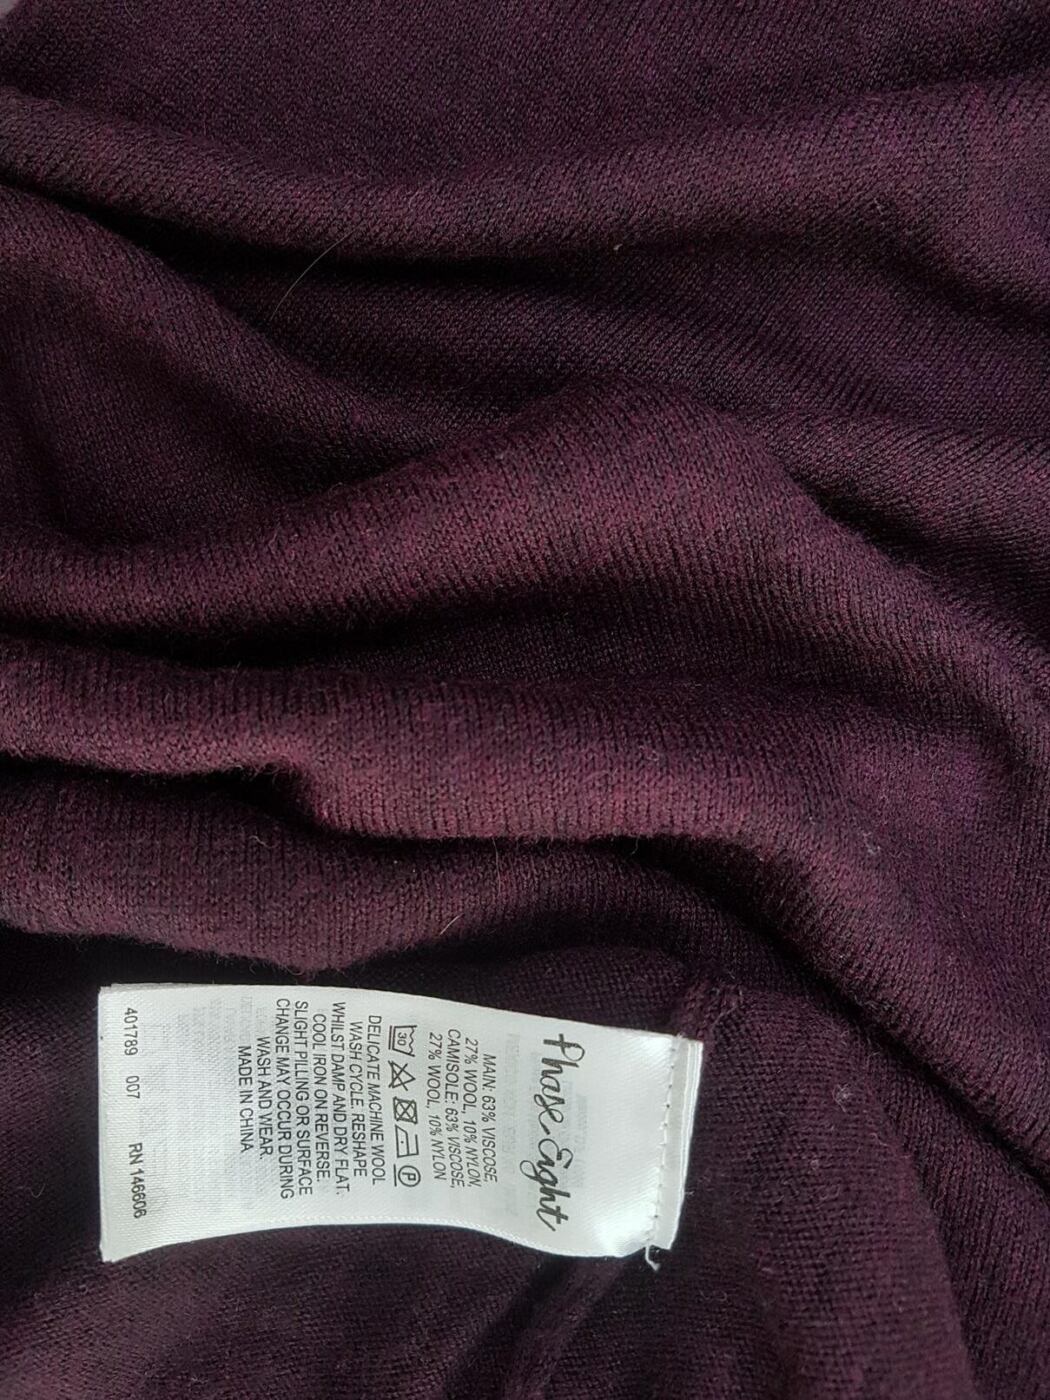 Phase Eight
MAIN: 63% VISCOSE,
27% WOOL, 10% NYLON.
CAMISOLE: 63% VISCOSE,
27% WOOL, 10% NYLON
30 P
DELICATE MACHINE WOOL
WASH CYCLE. RESHAPE
WHILST DAMP AND DRY FLAT.
COOL IRON ON REVERSE.
SLIGHT PILLING OR SURFACE
CHANGE MAY OCCUR DURING
WASH AND WEAR.
MADE IN CHINA
401789 007 RN 146606